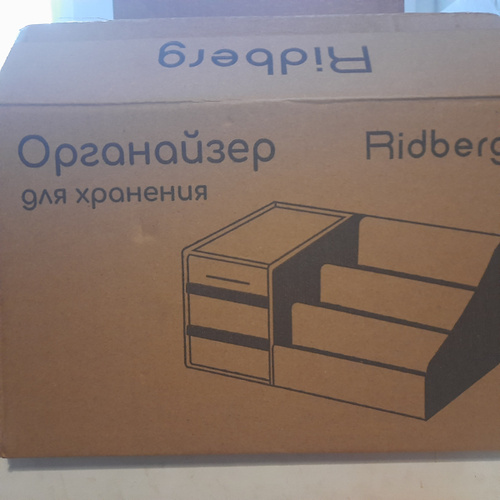 Ridberg
Органайзер
для хранения
Ridberg